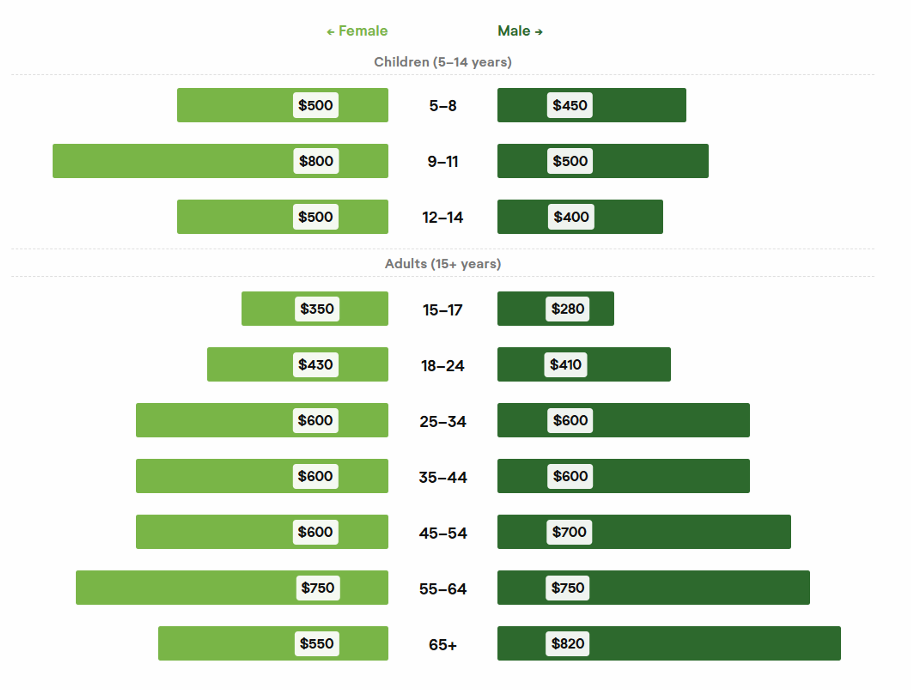 ← Female Male →
Children (5–14 years)
$500 5–8 $450
$800 9–11 $500
$500 12–14 $400
Adults (15+ years)
$350 15–17 $280
$430 18–24 $410
$600 25–34 $600
$600 35–44 $600
$600 45–54 $700
$750 55–64 $750
$550 65+ $820